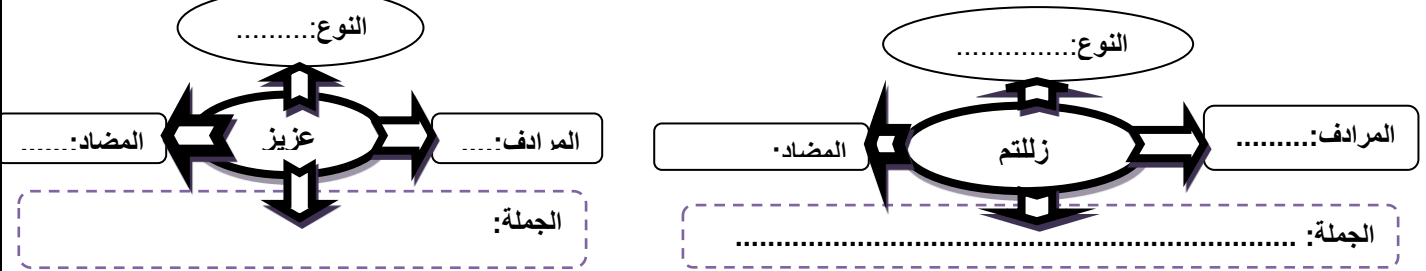 النوع:..............
المرادف:.........
زللتم
المضاد:
الجملة: ......................................................................
النوع:..........
المرادف:....
عزيز
المضاد:......
الجملة: